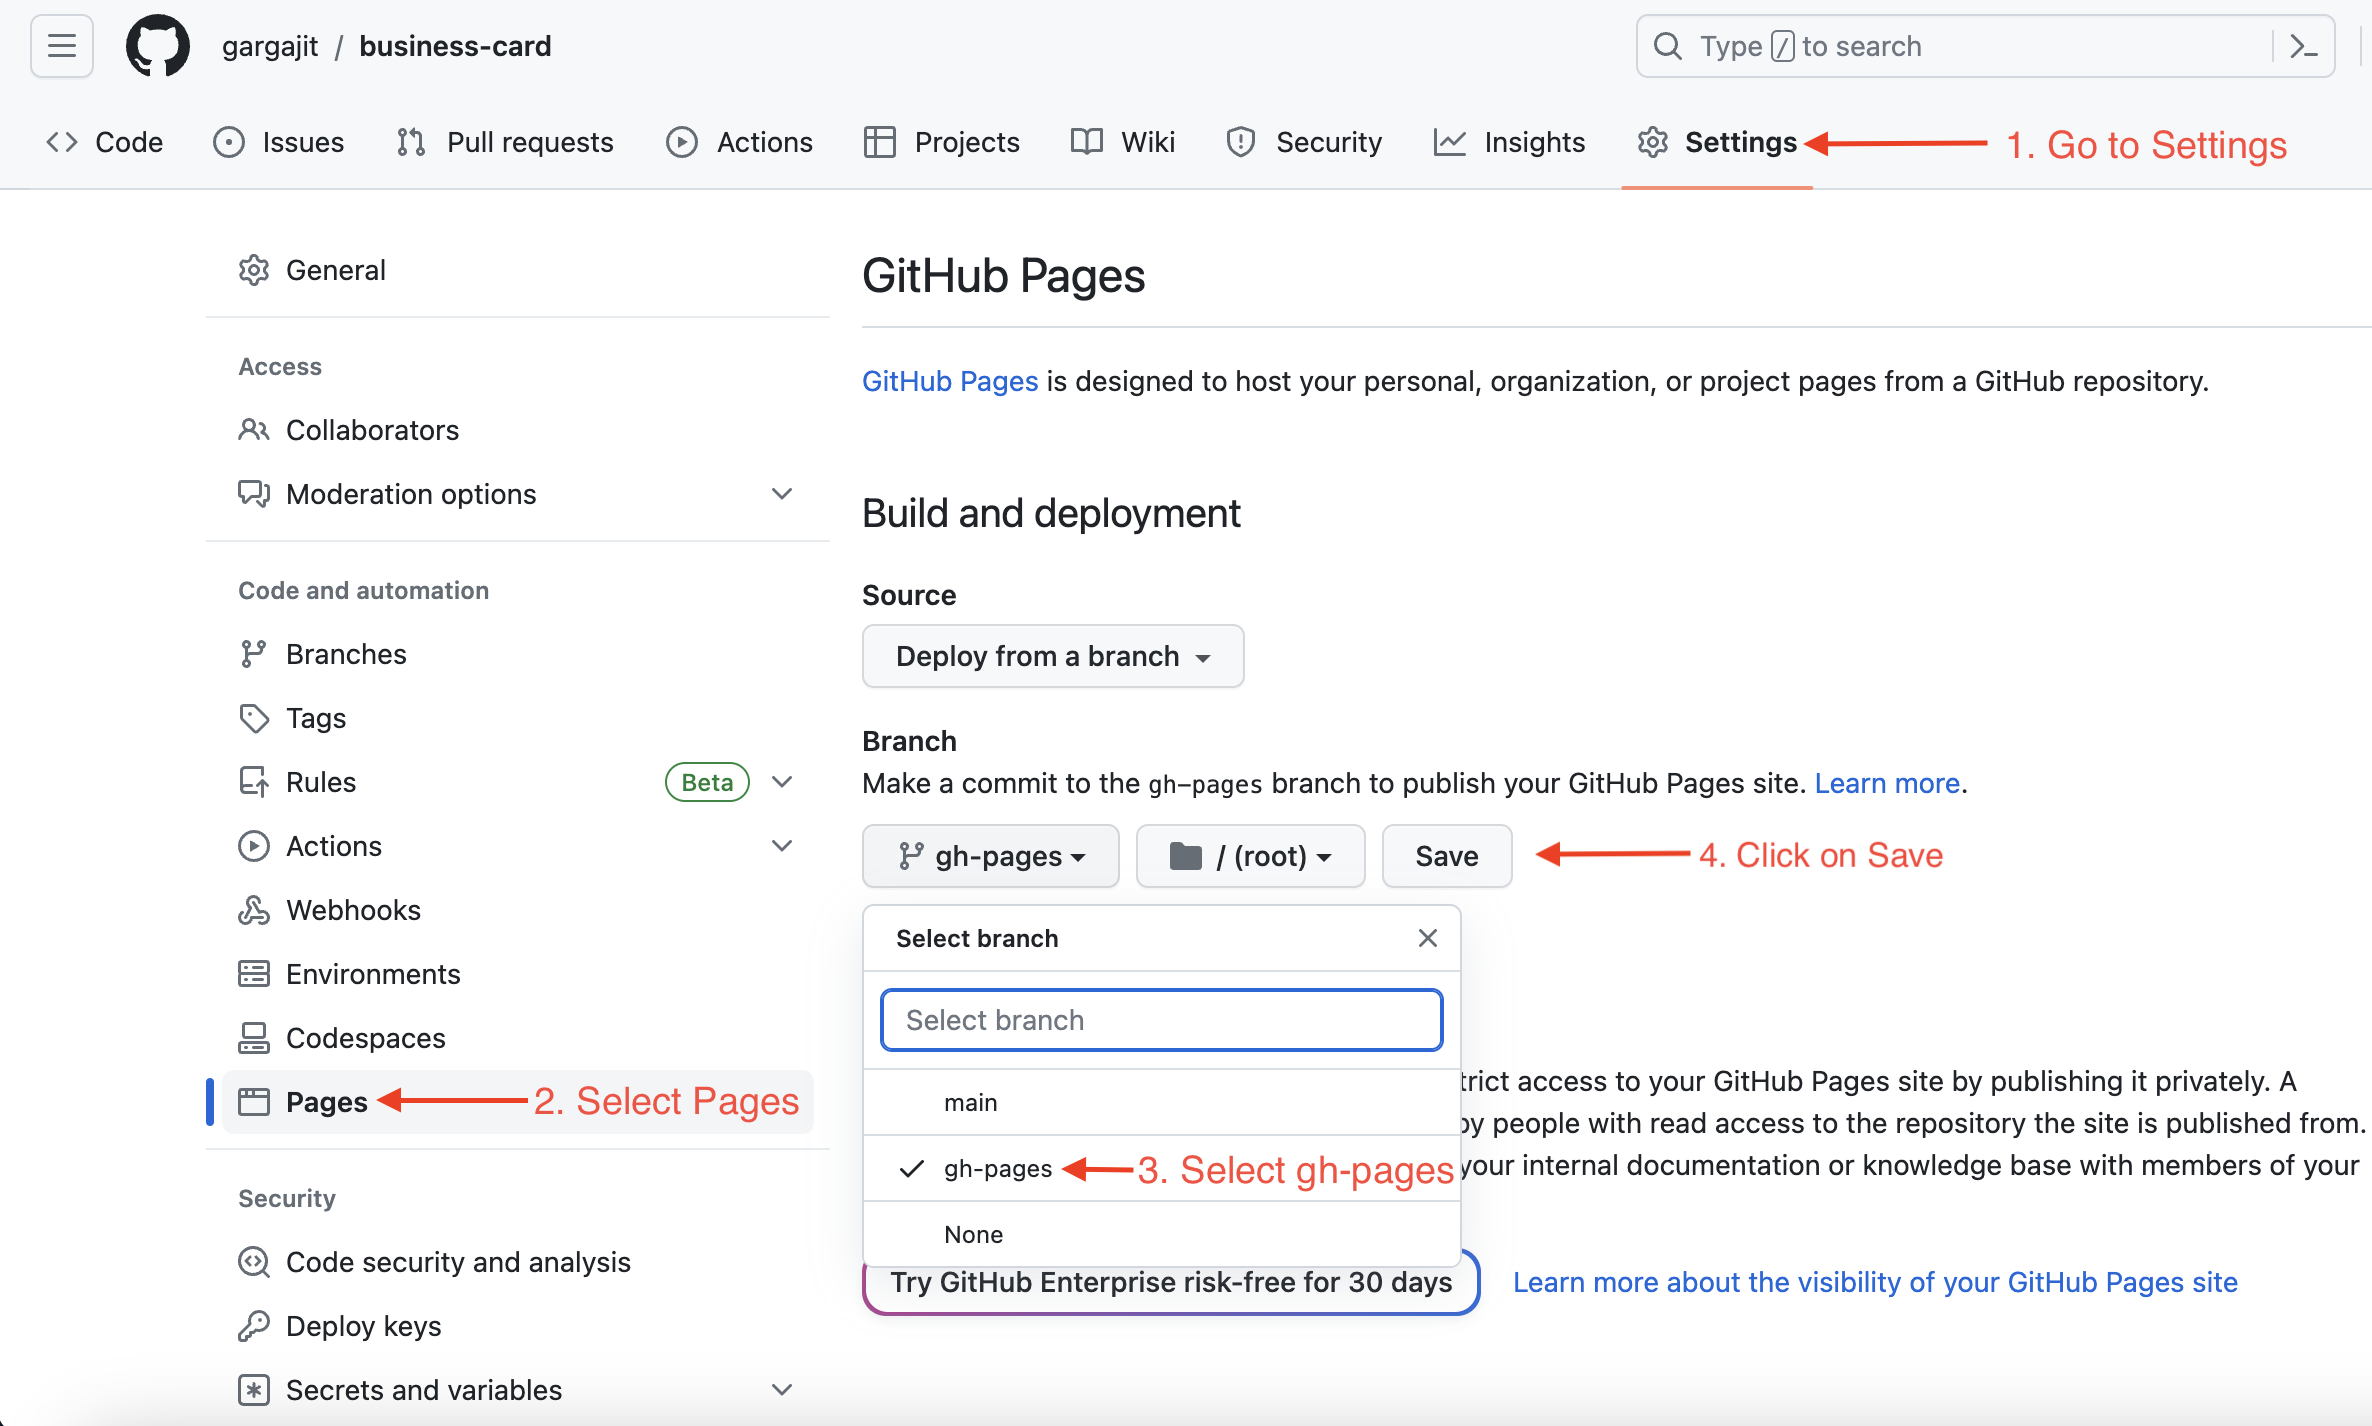 gargajit / business-card
Type / to search
Code
Issues
Pull requests
Actions
Projects
Wiki
Security
Insights
Settings
1. Go to Settings
General
Access
Collaborators
Moderation options
Code and automation
Branches
Tags
Rules
Beta
Actions
Webhooks
Environments
Codespaces
Pages
2. Select Pages
Security
Code security and analysis
Deploy keys
Secrets and variables
GitHub Pages
GitHub Pages is designed to host your personal, organization, or project pages from a GitHub repository.
Build and deployment
Source
Deploy from a branch
Branch
Make a commit to the gh-pages branch to publish your GitHub Pages site. Learn more.
gh-pages
/ (root)
Save
4. Click on Save
Select branch
Select branch
main
gh-pages
3. Select gh-pages
None
trict access to your GitHub Pages site by publishing it privately. A
by people with read access to the repository the site is published from.
your internal documentation or knowledge base with members of your
Try GitHub Enterprise risk-free for 30 days
Learn more about the visibility of your GitHub Pages site